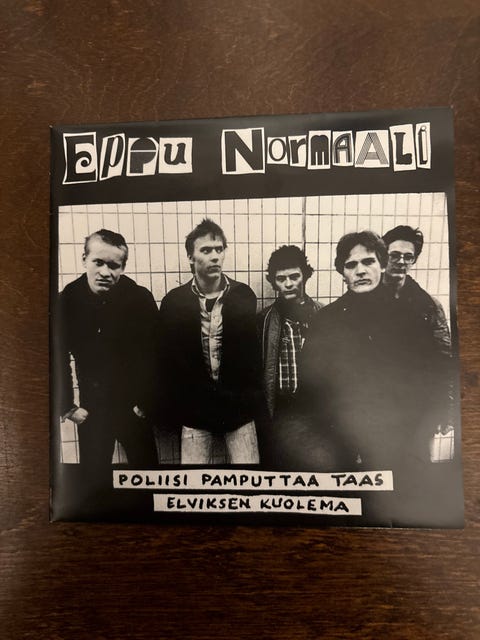 eppu NoRmAALi
POLIISI PAMPUTTAA TAAS
ELVIKSEN KUOLEMA